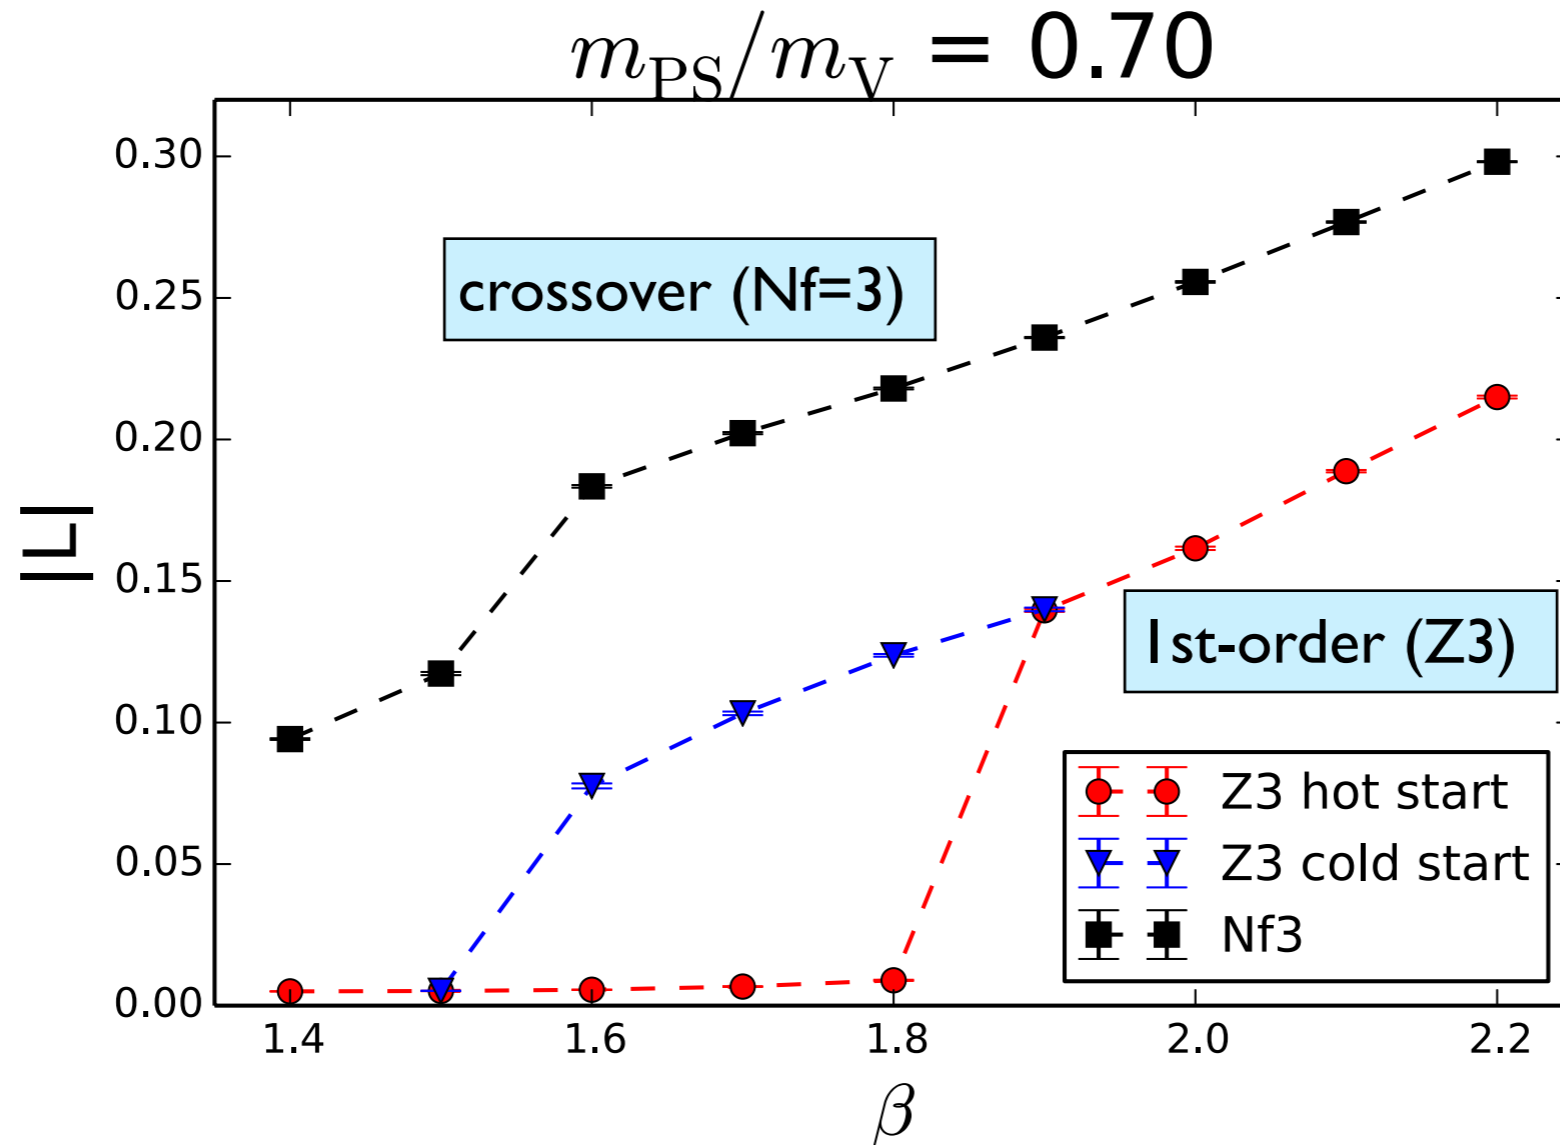 m_PS/m_V = 0.70
0.30
0.25
0.20
0.15
0.10
0.05
0.00
|L|
crossover (Nf=3)
1st-order (Z3)
Z3 hot start
Z3 cold start
Nf3
1.4 1.6 1.8 2.0 2.2
β